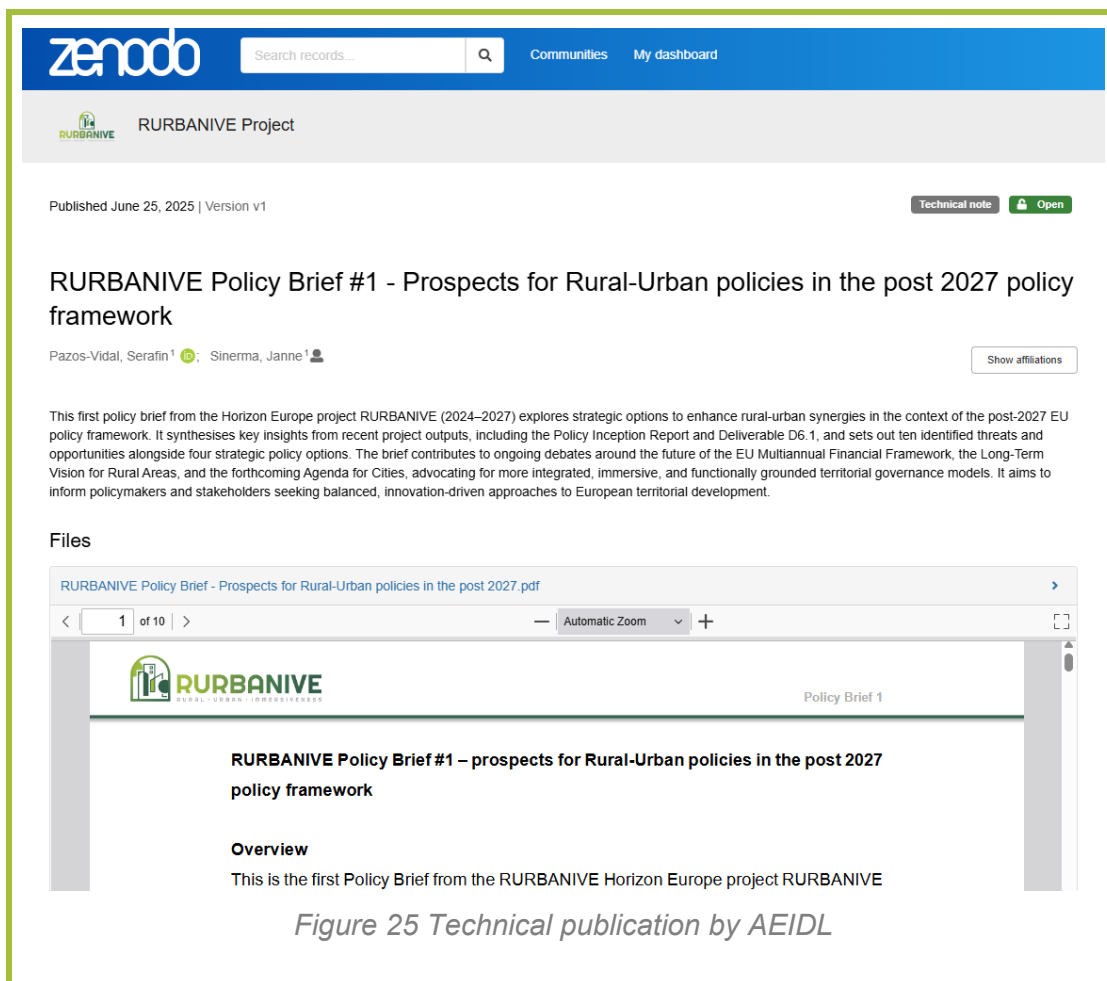 zenodo
Search records...
Communities
My dashboard
RURBANIVE
RURBANIVE Project
Published June 25, 2025 | Version v1
Technical note
Open
RURBANIVE Policy Brief #1 - Prospects for Rural-Urban policies in the post 2027 policy
framework
Pazos-Vidal, Serafin¹ iD; Sinerma, Janne¹
Show affiliations
This first policy brief from the Horizon Europe project RURBANIVE (2024–2027) explores strategic options to enhance rural-urban synergies in the context of the post-2027 EU
policy framework. It synthesises key insights from recent project outputs, including the Policy Inception Report and Deliverable D6.1, and sets out ten identified threats and
opportunities alongside four strategic policy options. The brief contributes to ongoing debates around the future of the EU Multiannual Financial Framework, the Long-Term
Vision for Rural Areas, and the forthcoming Agenda for Cities, advocating for more integrated, immersive, and functionally grounded territorial governance models. It aims to
inform policymakers and stakeholders seeking balanced, innovation-driven approaches to European territorial development.
Files
RURBANIVE Policy Brief - Prospects for Rural-Urban policies in the post 2027.pdf
1 of 10
Automatic Zoom
RURBANIVE
RURAL - URBAN - IMMERSIVENESS
Policy Brief 1
RURBANIVE Policy Brief #1 – prospects for Rural-Urban policies in the post 2027
policy framework
Overview
This is the first Policy Brief from the RURBANIVE Horizon Europe project RURBANIVE
Figure 25 Technical publication by AEIDL